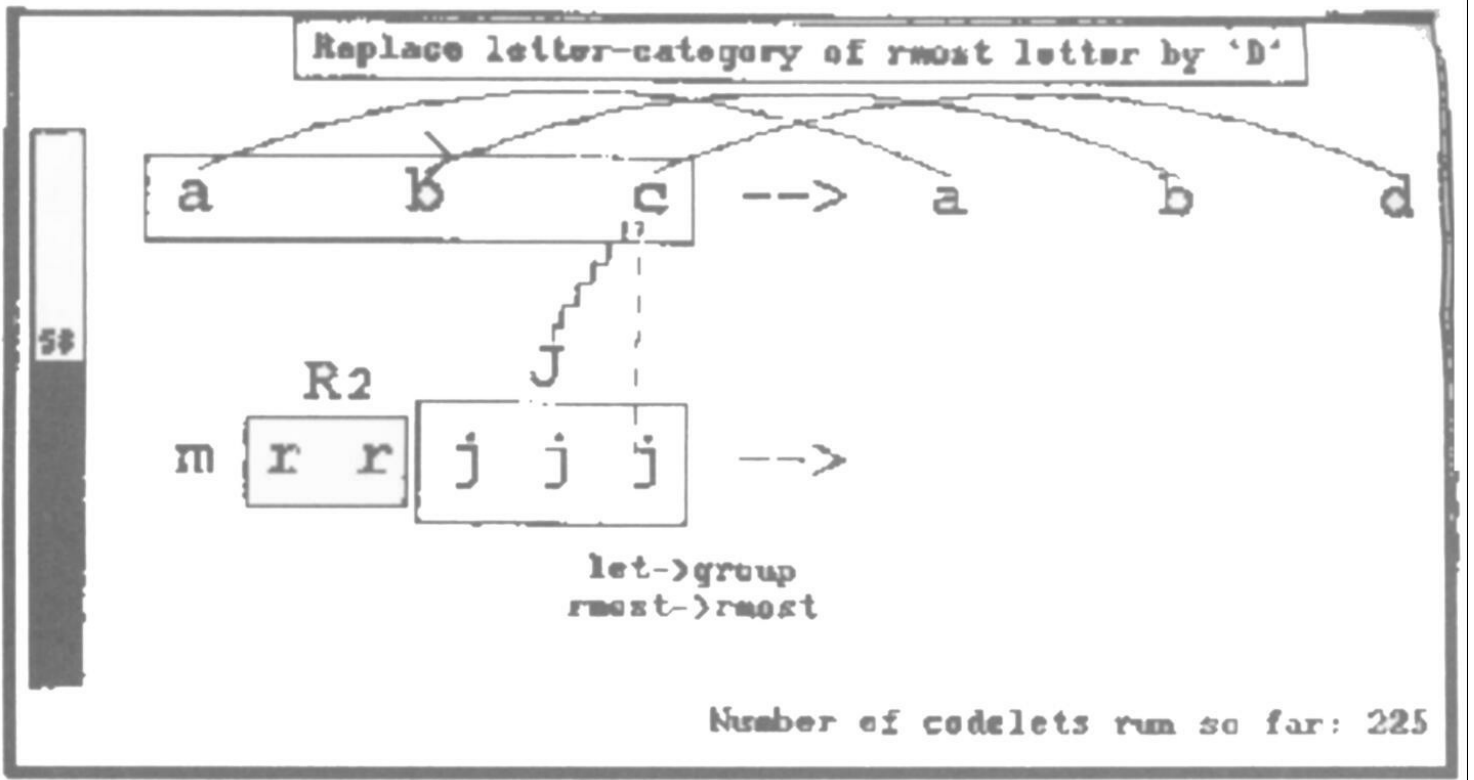 Replace letter-category of rmost letter by 'D'
a b c --> a b d
J
R2
m r r j j j -->
let->group
rmost->rmost
Number of codelets run so far: 225